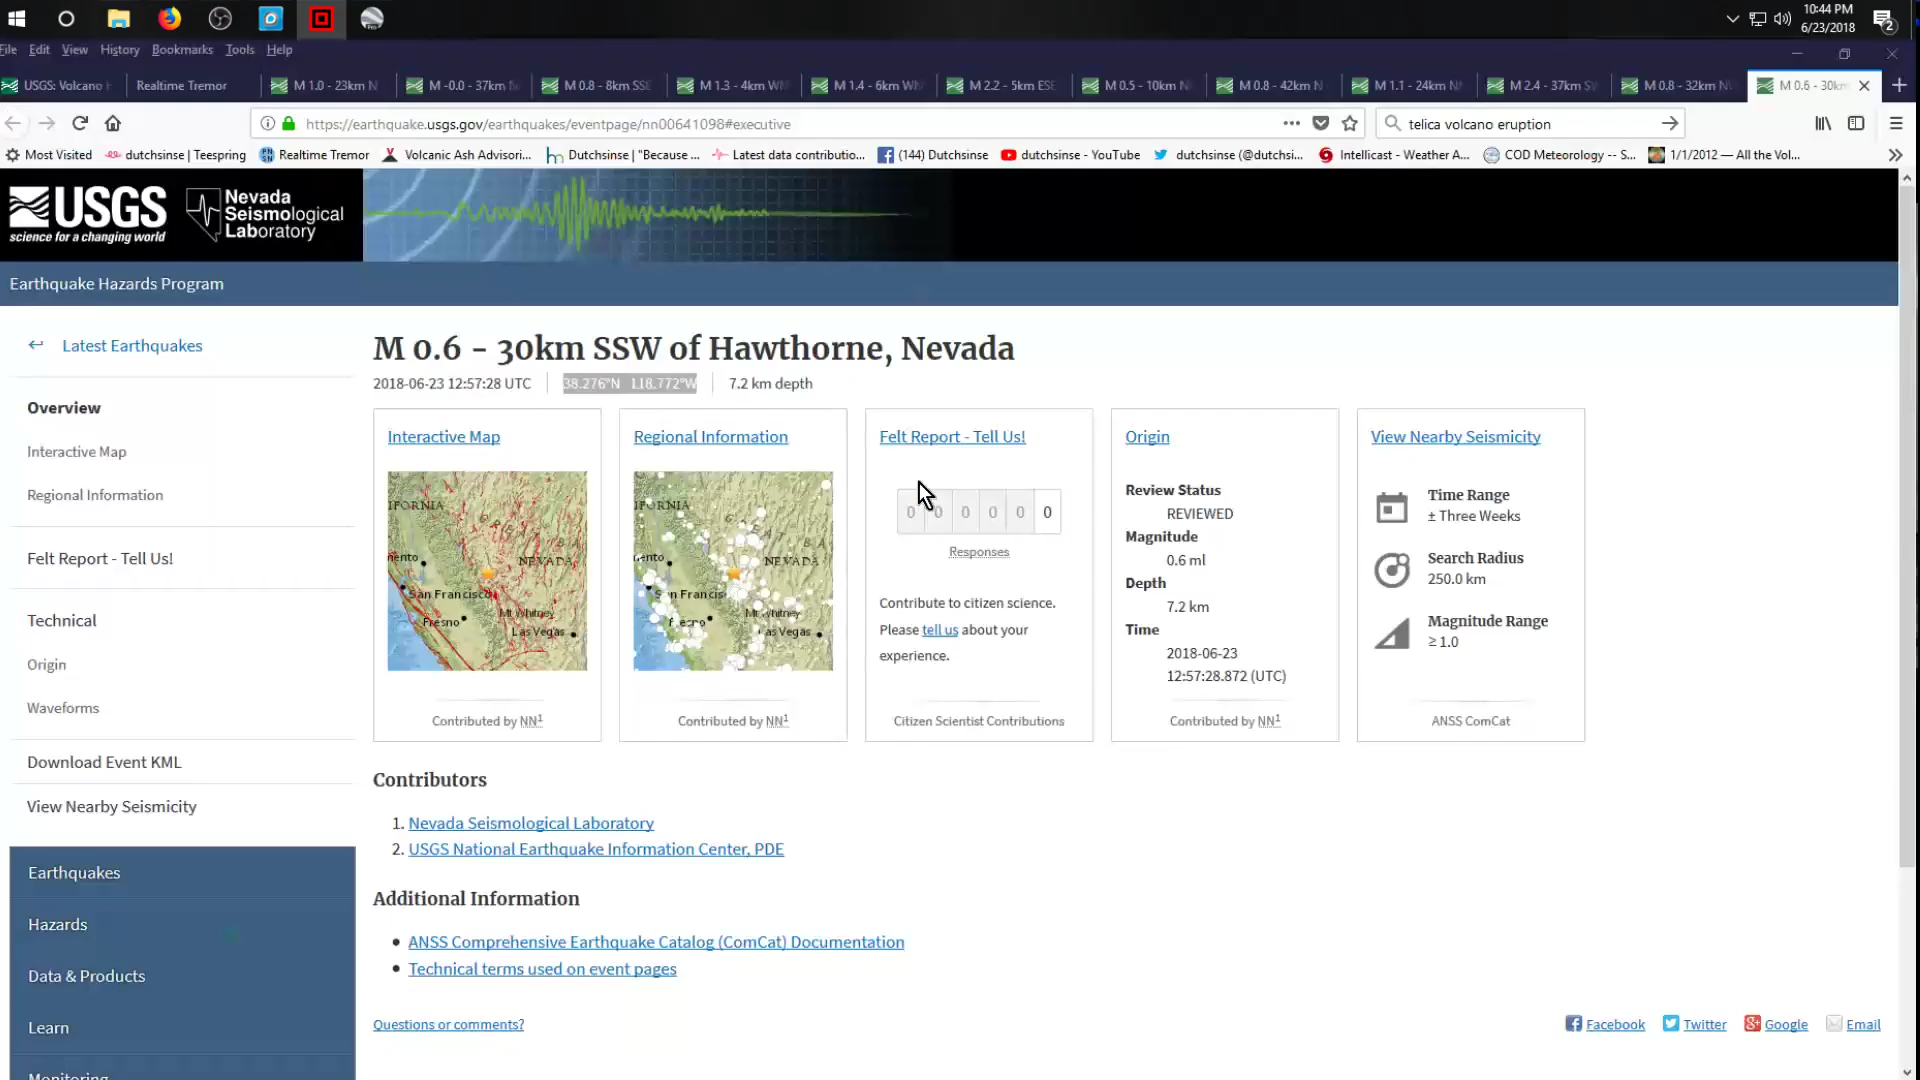 10:44 PM
6/23/2018
2
File Edit View History Bookmarks Tools Help
USGS: Volcano H
Realtime Tremor
M 1.0 - 23km N
M -0.0 - 37km
M 0.8 - 8km SSE
M 1.3 - 4km W
M 1.4 - 6km W
M 2.2 - 5km ESE
M 0.5 - 10km N
M 0.8 - 42km N
M 1.1 - 24km N
M 2.4 - 37km S
M 0.8 - 32km N
M 0.6 - 30km
https://earthquake.usgs.gov/earthquakes/eventpage/nn00641098#executive
telica volcano eruption
Most Visited
dutchsinse | Teespring
Realtime Tremor
Volcanic Ash Advisori...
Dutchsinse | "Because ...
Latest data contributio...
(144) Dutchsinse
dutchsinse - YouTube
dutchsinse (@dutchsi...
Intellicast - Weather A...
COD Meteorology -- S...
1/1/2012 — All the Vol...
USGS
science for a changing world
Nevada
Seismological
Laboratory
Earthquake Hazards Program
Latest Earthquakes
Overview
Interactive Map
Regional Information
Felt Report - Tell Us!
Technical
Origin
Waveforms
Download Event KML
View Nearby Seismicity
Earthquakes
Hazards
Data & Products
Learn
Monitoring
M 0.6 - 30km SSW of Hawthorne, Nevada
2018-06-23 12:57:28 UTC
38.276°N 118.772°W
7.2 km depth
Interactive Map
IFORNIA
NEVADA
ento
San Francisco
Mt Whitney
Fresno
Las Vegas
Contributed by NN1
Regional Information
IFORNIA
NEVADA
Contributed by NN1
Felt Report - Tell Us!
0 0 0 0 0 0
Responses
Contribute to citizen science.
Please tell us about your
experience.
Citizen Scientist Contributions
Origin
Review Status
REVIEWED
Magnitude
0.6 ml
Depth
7.2 km
Time
2018-06-23
12:57:28.872 (UTC)
Contributed by NN1
View Nearby Seismicity
Time Range
± Three Weeks
Search Radius
250.0 km
Magnitude Range
≥ 1.0
ANSS ComCat
Contributors
1. Nevada Seismological Laboratory
2. USGS National Earthquake Information Center, PDE
Additional Information
ANSS Comprehensive Earthquake Catalog (ComCat) Documentation
Technical terms used on event pages
Questions or comments?
Facebook
Twitter
Google
Email